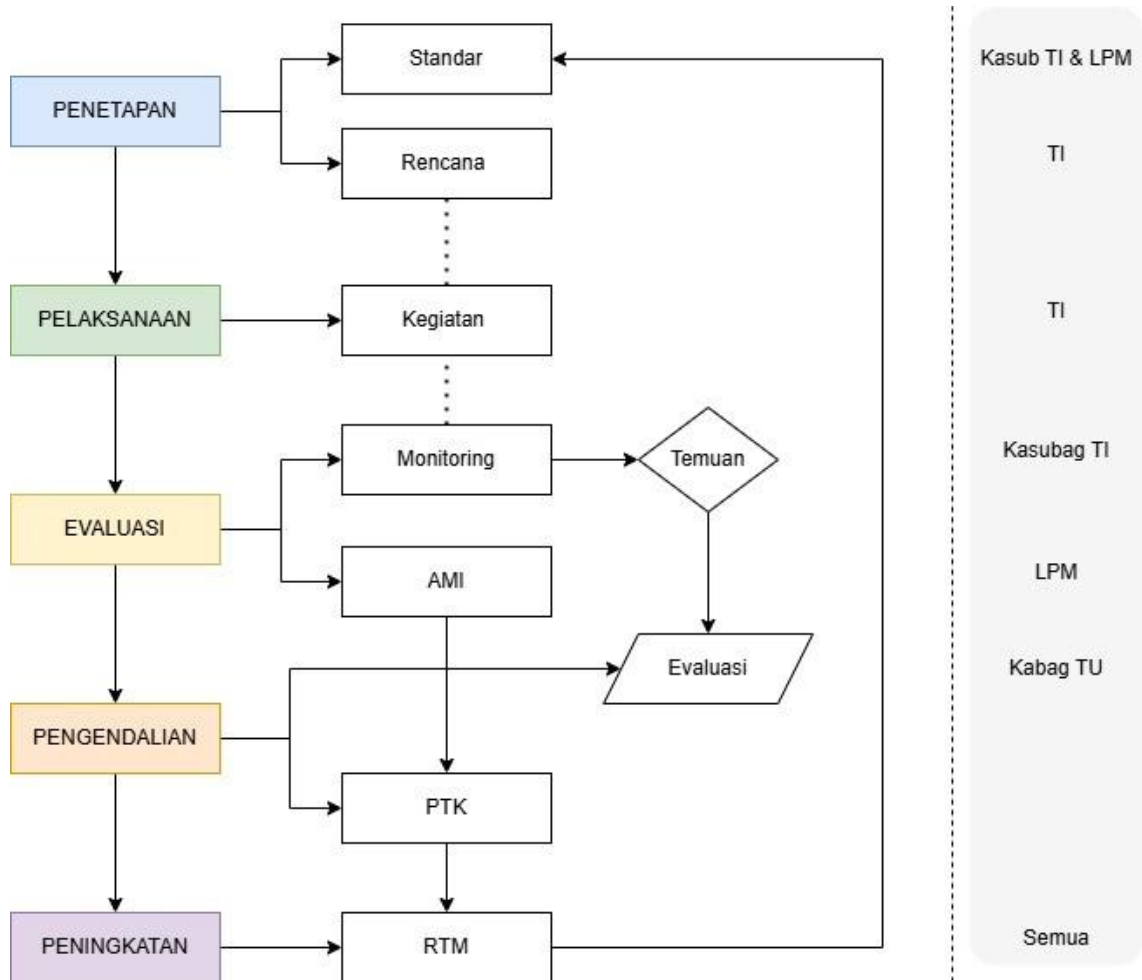 Standar
Kasub TI & LPM
PENETAPAN
Rencana
TI
PELAKSANAAN
Kegiatan
TI
Monitoring
Temuan
Kasubag TI
EVALUASI
AMI
LPM
Evaluasi
Kabag TU
PENGENDALIAN
PTK
PENINGKATAN
RTM
Semua